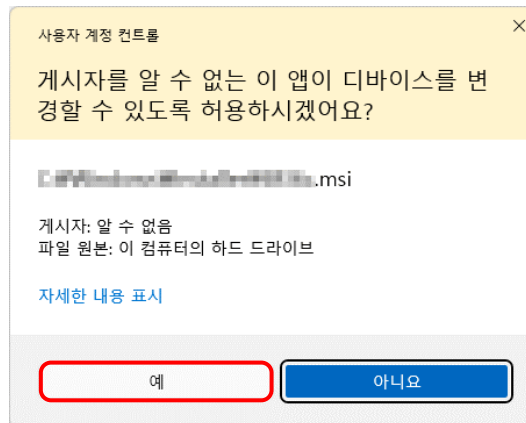 사용자 계정 컨트롤
게시자를 알 수 없는 이 앱이 디바이스를 변
경할 수 있도록 허용하시겠어요?
.msi
게시자: 알 수 없음
파일 원본: 이 컴퓨터의 하드 드라이브
자세한 내용 표시
예
아니요